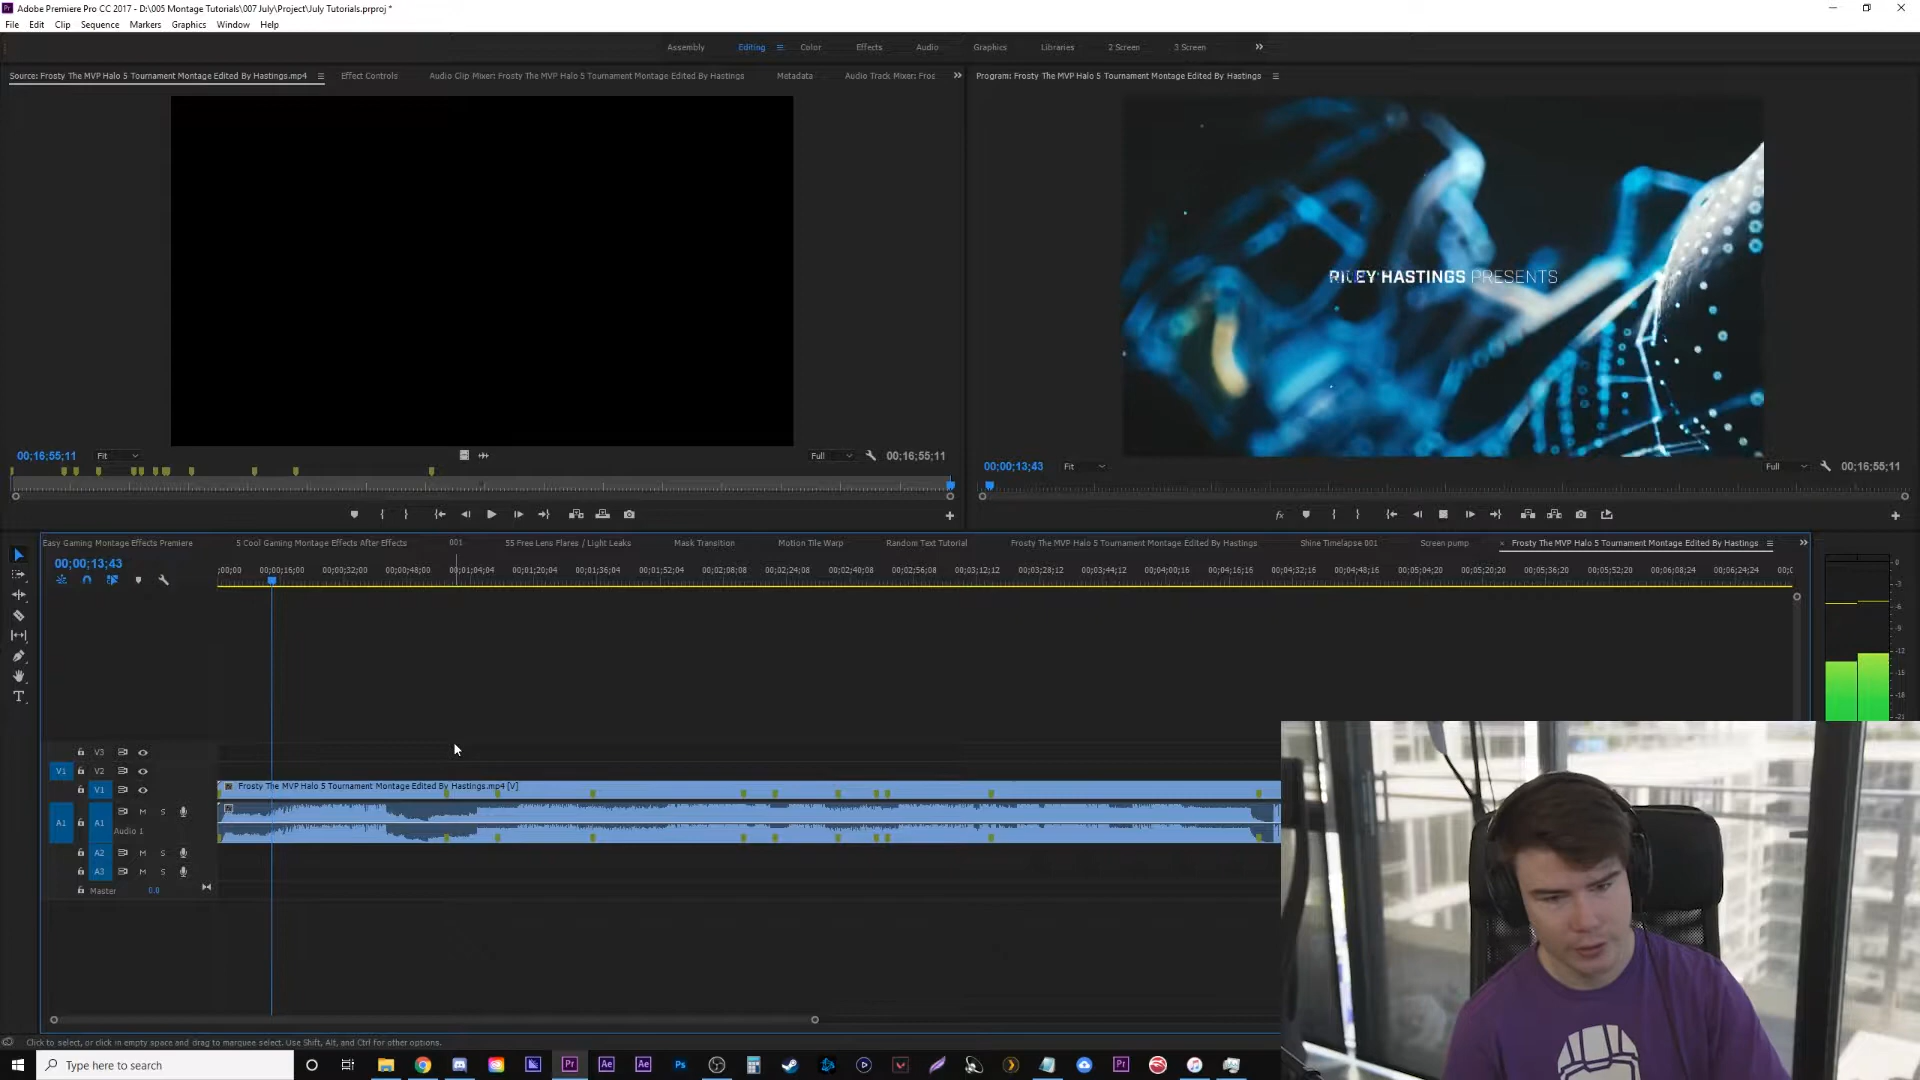 Adobe Premiere Pro CC 2017 - D:\005 Montage Tutorials\007 July\Project\July Tutorials.prproj *
File Edit Clip Sequence Markers Graphics Window Help
Assembly Editing Color Effects Audio Graphics Libraries 2 Screen 3 Screen
Source: Frosty The MVP Halo 5 Tournament Montage Edited By Hastings.mp4 Effect Controls Audio Clip Mixer: Frosty The MVP Halo 5 Tournament Montage Edited By Hastings Metadata Audio Track Mixer: Fros
Program: Frosty The MVP Halo 5 Tournament Montage Edited By Hastings
RILEY HASTINGS PRESENTS
00;16;55;11 Fit Full 00;16;55;11
00;00;13;43 Fit Full 00;16;55;11
Easy Gaming Montage Effects Premiere 5 Cool Gaming Montage Effects After Effects 001 55 Free Lens Flares / Light Leaks Mask Transition Motion Tile Warp Random Text Tutorial Frosty The MVP Halo 5 Tournament Montage Edited By Hastings Shine Timelapse 001 Screen pump × Frosty The MVP Halo 5 Tournament Montage Edited By Hastings
00;00;13;43
;00;00 00;00;16;00 00;00;32;00 00;00;48;00 00;01;04;04 00;01;20;04 00;01;36;04 00;01;52;04 00;02;08;08 00;02;24;08 00;02;40;08 00;02;56;08 00;03;12;12 00;03;28;12 00;03;44;12 00;04;00;16 00;04;16;16 00;04;32;16 00;04;48;16 00;05;04;20 00;05;20;20 00;05;36;20 00;05;52;20 00;06;08;24 00;06;24;24
0
-3
-6
-9
-12
-15
-18
-21
V3
V1 V2
V1 Frosty The MVP Halo 5 Tournament Montage Edited By Hastings.mp4 [V]
A1 A1 M S
Audio 1
A2 M S
A3 M S
Master 0.0
Click to select, or click in empty space and drag to marquee select. Use Shift, Alt, and Ctrl for other options.
Type here to search
Pr Ae Ae Ps Pr